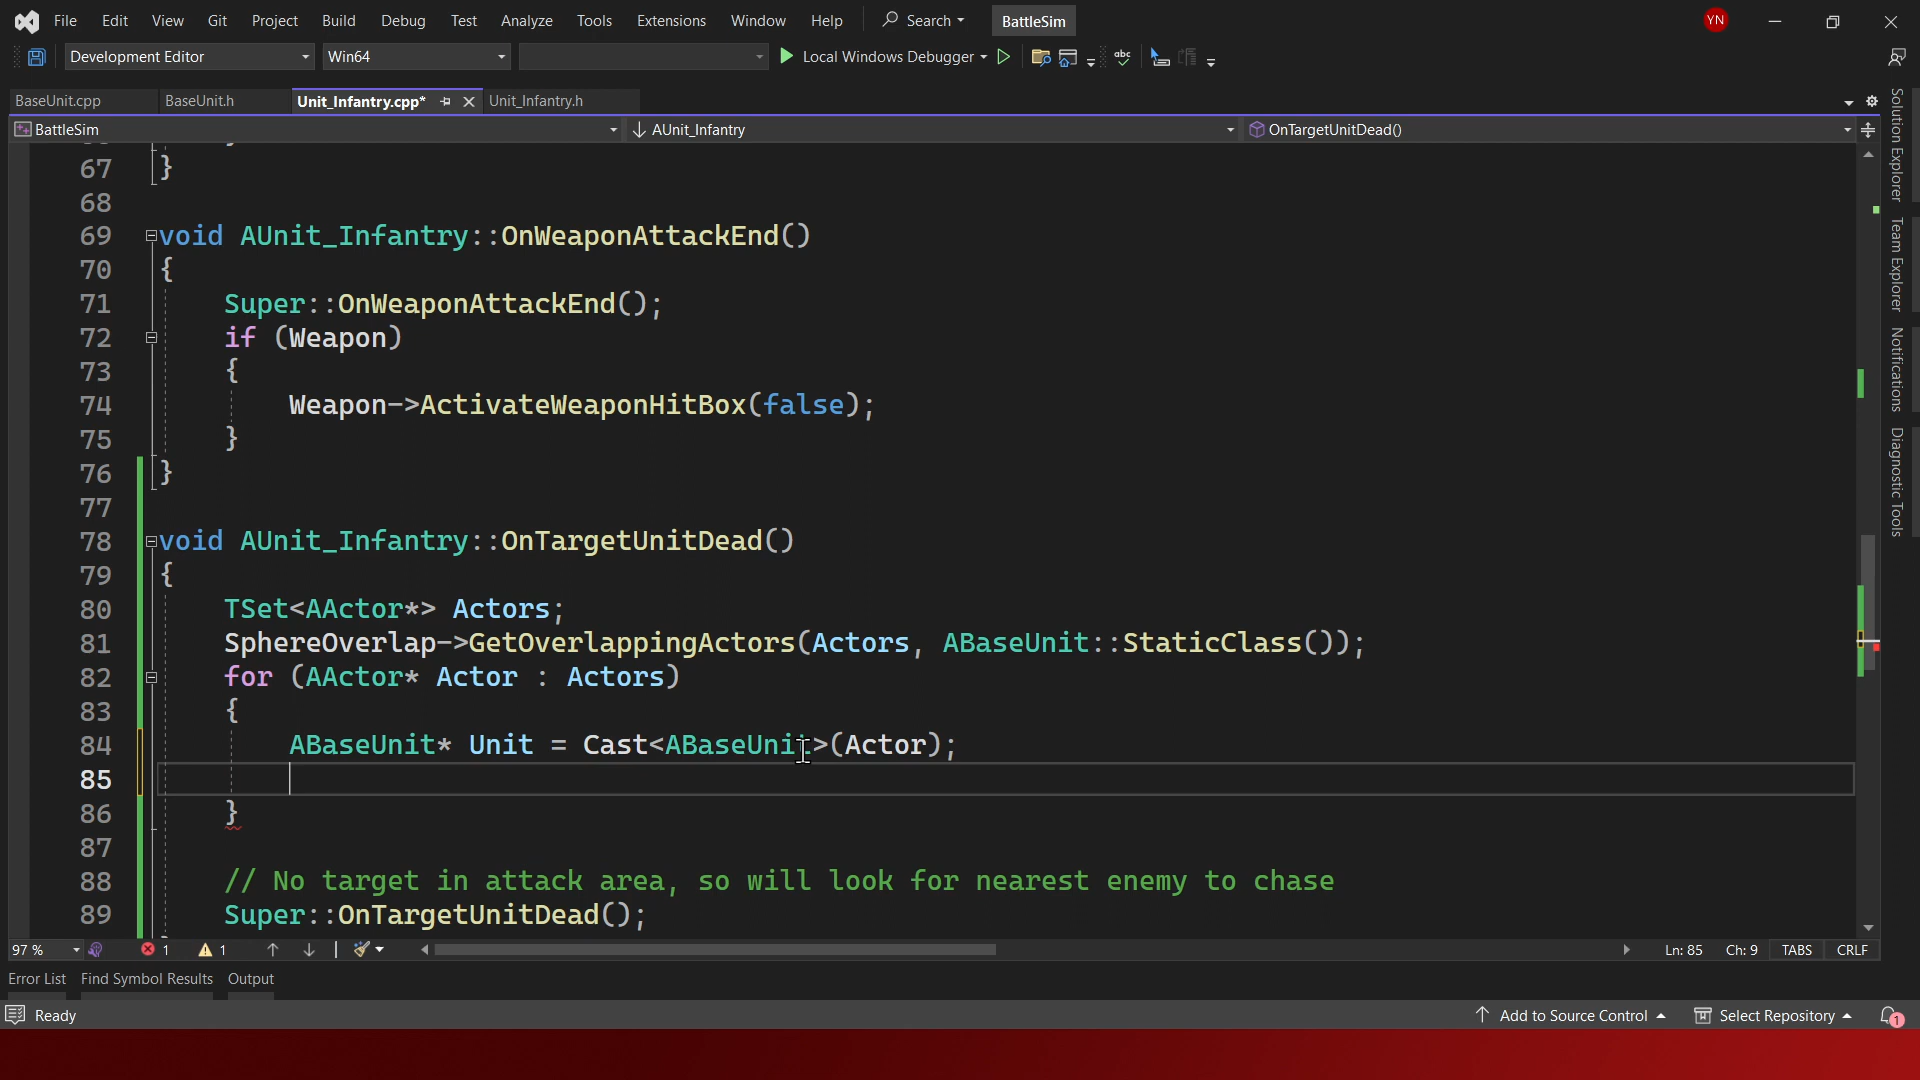 File Edit View Git Project Build Debug Test Analyze Tools Extensions Window Help Search BattleSim YN
Development Editor Win64 Local Windows Debugger
BaseUnit.cpp BaseUnit.h Unit_Infantry.cpp* Unit_Infantry.h
BattleSim AUnit_Infantry OnTargetUnitDead()
67 }
68
69 void AUnit_Infantry::OnWeaponAttackEnd()
70 {
71 Super::OnWeaponAttackEnd();
72 if (Weapon)
73 {
74 Weapon->ActivateWeaponHitBox(false);
75 }
76 }
77
78 void AUnit_Infantry::OnTargetUnitDead()
79 {
80 TSet<AActor*> Actors;
81 SphereOverlap->GetOverlappingActors(Actors, ABaseUnit::StaticClass());
82 for (AActor* Actor : Actors)
83 {
84 ABaseUnit* Unit = Cast<ABaseUnit>(Actor);
85
86 }
87
88 // No target in attack area, so will look for nearest enemy to chase
89 Super::OnTargetUnitDead();
Solution Explorer
Team Explorer
Notifications
Diagnostic Tools
97 % 1 1 Ln: 85 Ch: 9 TABS CRLF
Error List Find Symbol Results Output
Ready Add to Source Control Select Repository 1